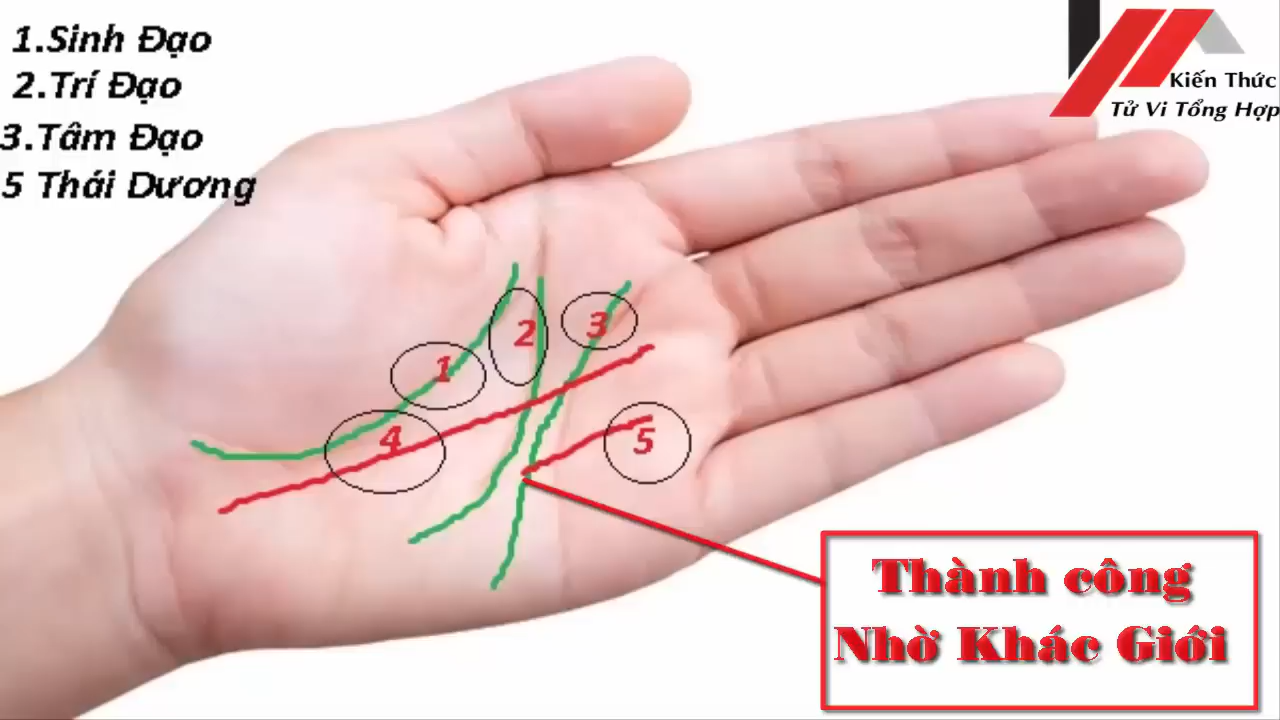 1.Sinh Đạo
2.Trí Đạo
3.Tâm Đạo
5 Thái Dương
Kiến Thức
Tử Vi Tổng Hợp
1
2
3
4
5
Thành công
Nhờ Khác Giới